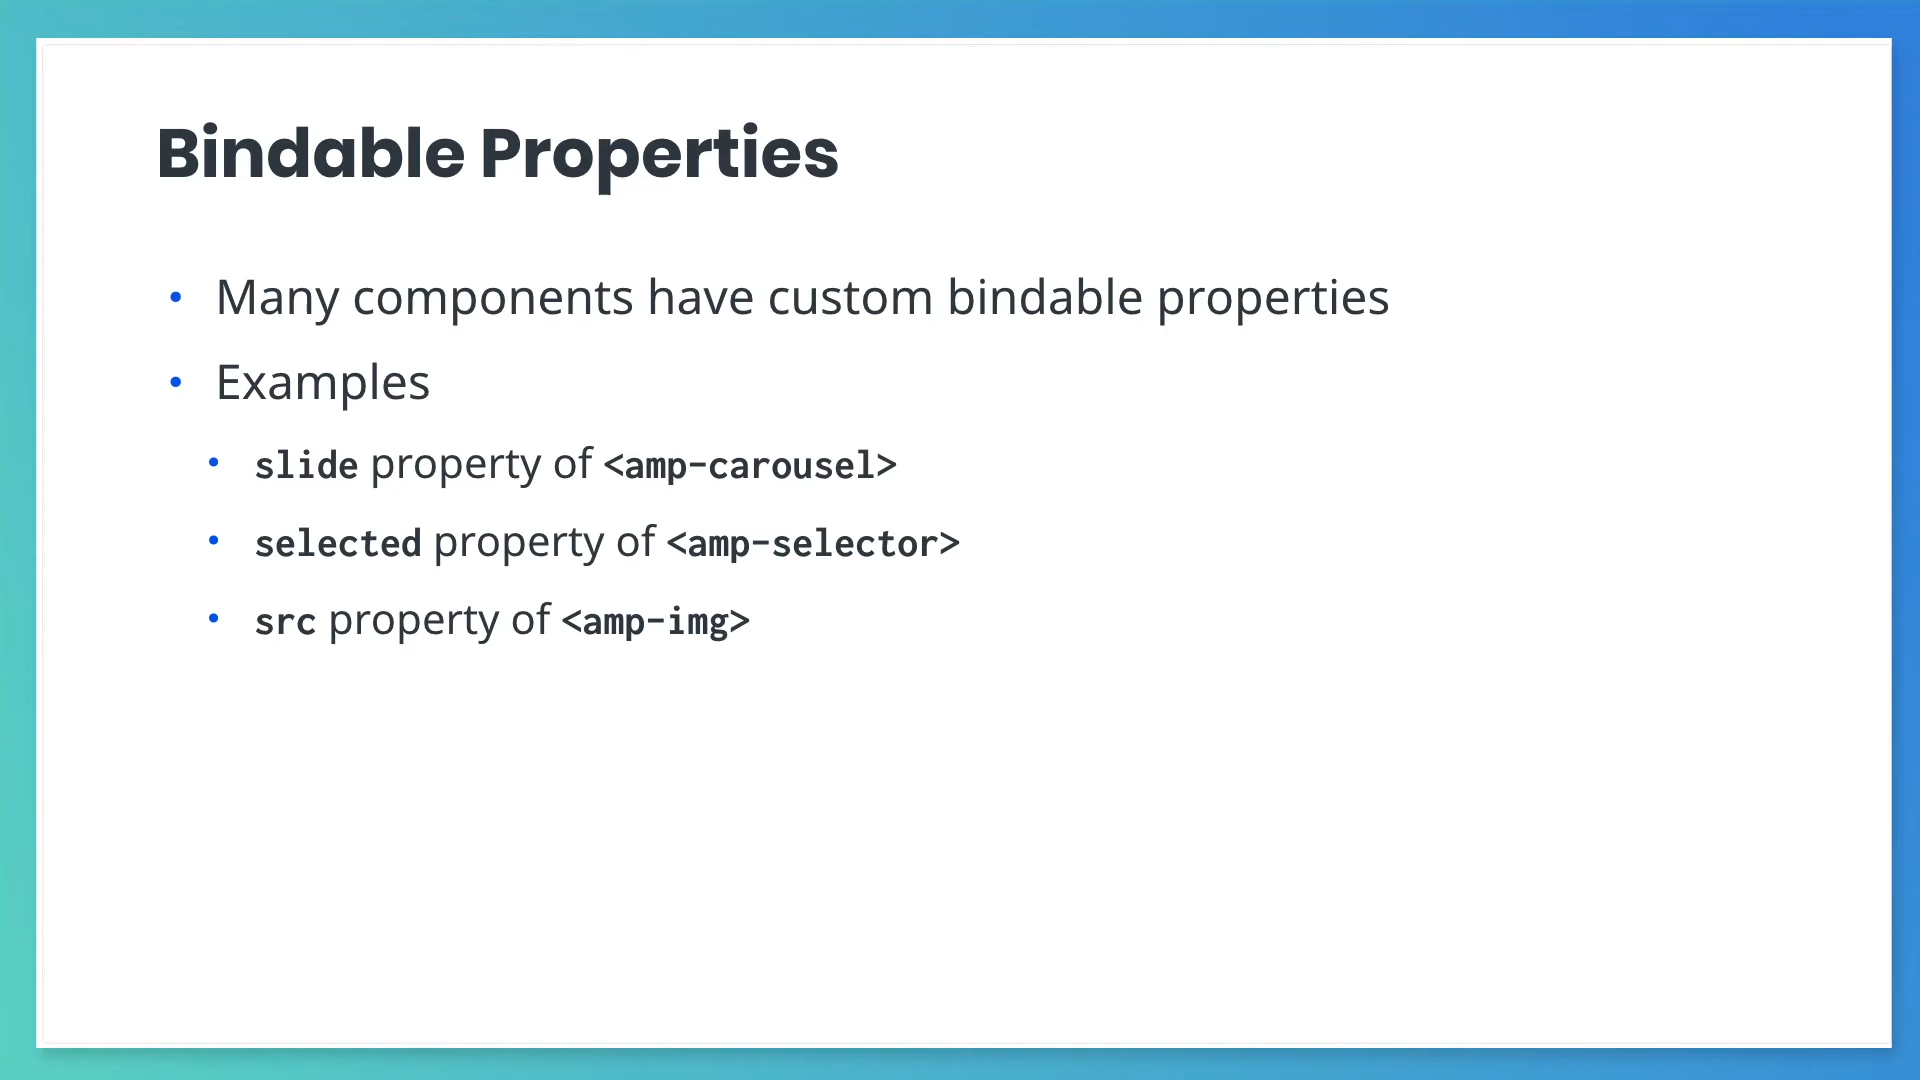 Bindable Properties
• Many components have custom bindable properties
• Examples
• slide property of <amp-carousel>
• selected property of <amp-selector>
• src property of <amp-img>